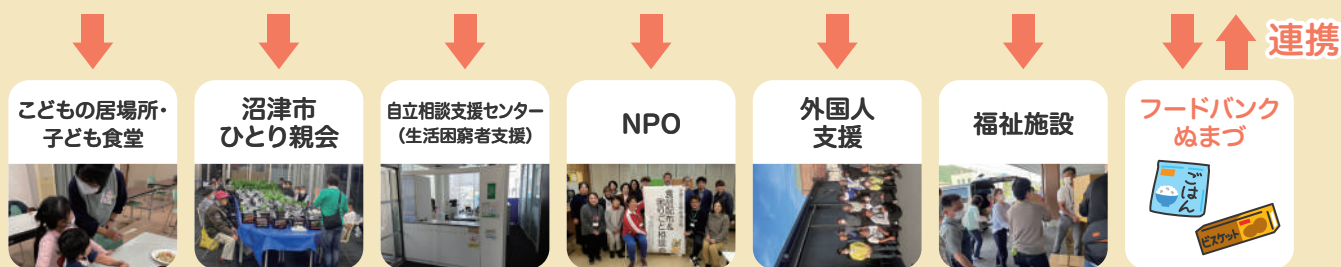 連携
こどもの居場所・
子ども食堂
沼津市
ひとり親会
自立相談支援センター
(生活困窮者支援)
NPO
外国人
支援
福祉施設
フードバンク
ぬまづ
ごはん
ビスケット